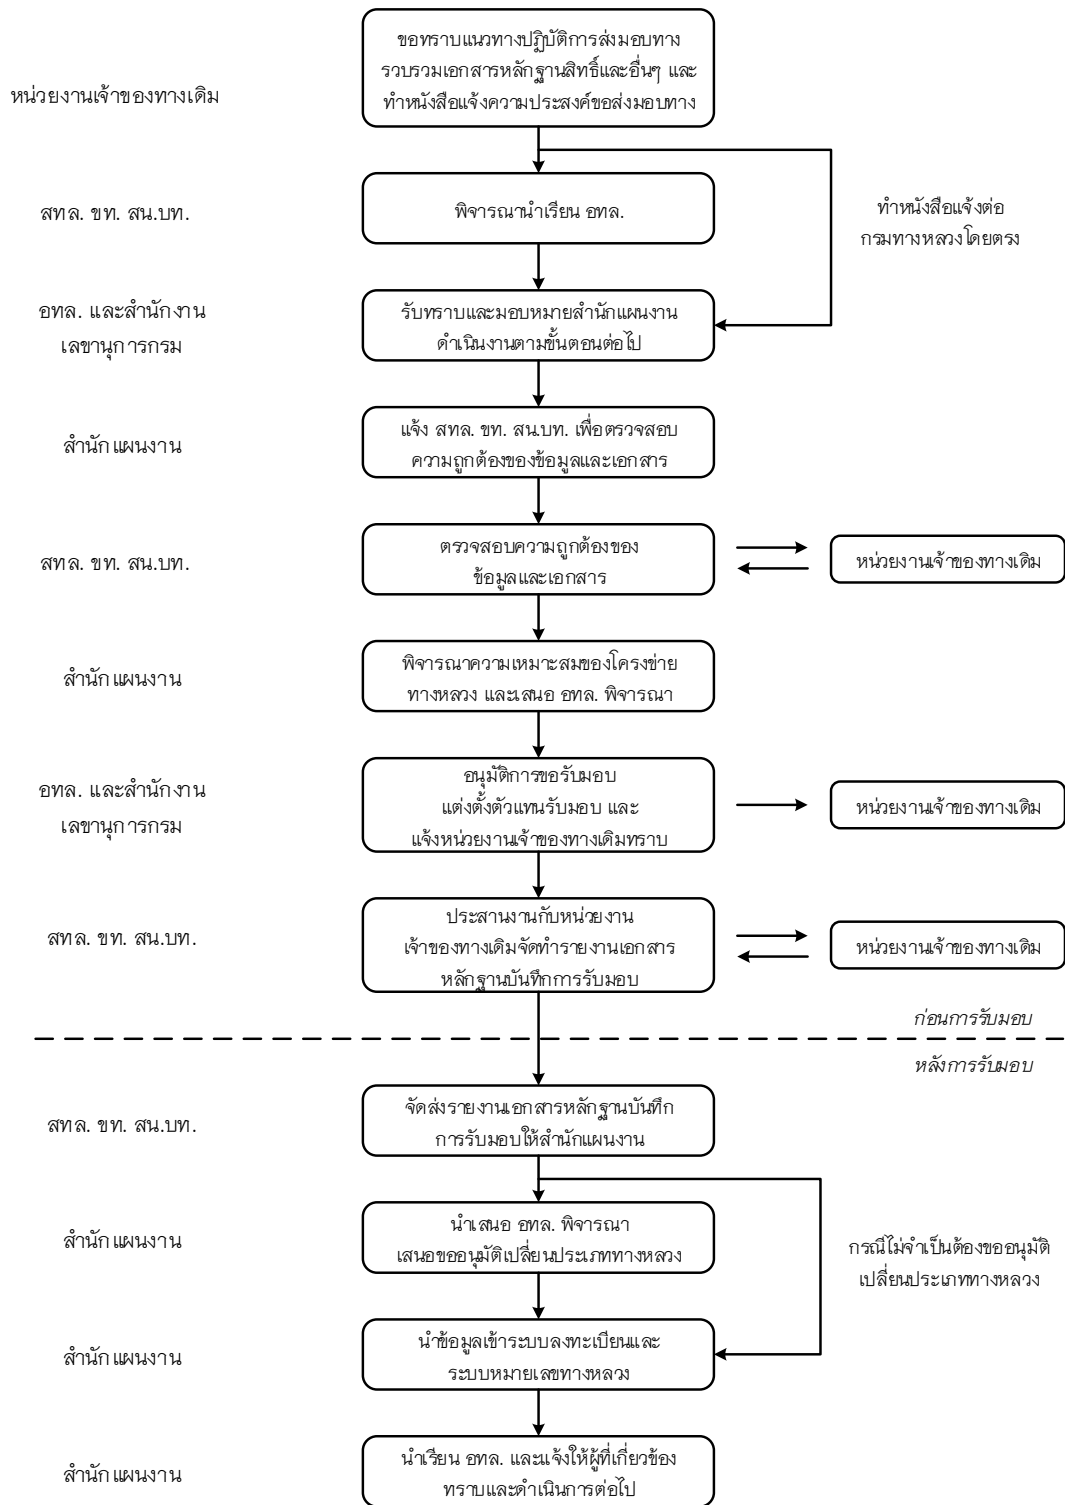 ขอทราบแนวทางปฏิบัติการส่งมอบทาง
รวบรวมเอกสารหลักฐานสิทธิ์และอื่นๆ และ
ทำหนังสือแจ้งความประสงค์ขอส่งมอบทาง
หน่วยงานเจ้าของทางเดิม
สทล. ขท. สน.บท.
พิจารณานำเรียน อทล.
ทำหนังสือแจ้งต่อ
กรมทางหลวงโดยตรง
อทล. และสำนักงาน
เลขานุการกรม
รับทราบและมอบหมายสำนักแผนงาน
ดำเนินงานตามขั้นตอนต่อไป
สำนักแผนงาน
แจ้ง สทล. ขท. สน.บท. เพื่อตรวจสอบ
ความถูกต้องของข้อมูลและเอกสาร
สทล. ขท. สน.บท.
ตรวจสอบความถูกต้องของ
ข้อมูลและเอกสาร
หน่วยงานเจ้าของทางเดิม
สำนักแผนงาน
พิจารณาความเหมาะสมของโครงข่าย
ทางหลวง และเสนอ อทล. พิจารณา
อทล. และสำนักงาน
เลขานุการกรม
อนุมัติการขอรับมอบ
แต่งตั้งตัวแทนรับมอบ และ
แจ้งหน่วยงานเจ้าของทางเดิมทราบ
หน่วยงานเจ้าของทางเดิม
สทล. ขท. สน.บท.
ประสานงานกับหน่วยงาน
เจ้าของทางเดิมจัดทำรายงานเอกสาร
หลักฐานบันทึกการรับมอบ
หน่วยงานเจ้าของทางเดิม
ก่อนการรับมอบ
หลังการรับมอบ
สทล. ขท. สน.บท.
จัดส่งรายงานเอกสารหลักฐานบันทึก
การรับมอบให้สำนักแผนงาน
สำนักแผนงาน
นำเสนอ อทล. พิจารณา
เสนอขออนุมัติเปลี่ยนประเภททางหลวง
กรณีไม่จำเป็นต้องขออนุมัติ
เปลี่ยนประเภททางหลวง
สำนักแผนงาน
นำข้อมูลเข้าระบบลงทะเบียนและ
ระบบหมายเลขทางหลวง
สำนักแผนงาน
นำเรียน อทล. และแจ้งให้ผู้ที่เกี่ยวข้อง
ทราบและดำเนินการต่อไป